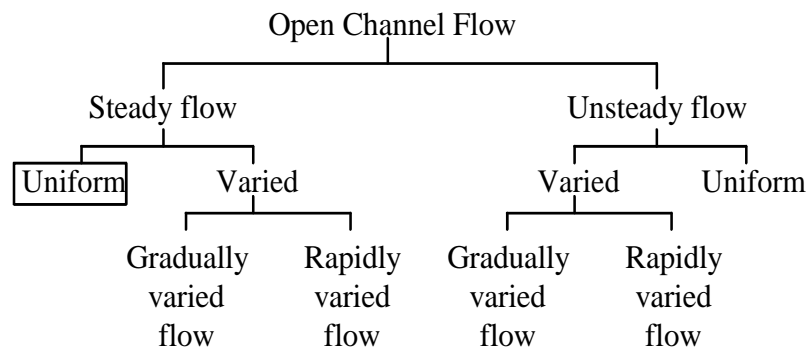 Open Channel Flow
Steady flow Unsteady flow
Uniform Varied Varied Uniform
Gradually Rapidly Gradually Rapidly
varied varied varied varied
flow flow flow flow